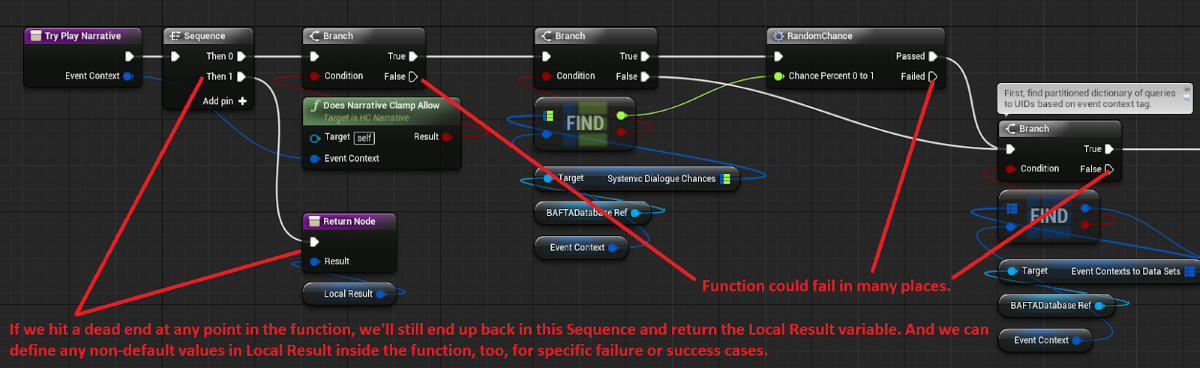 Try Play Narrative
Event Context
Sequence
Then 0
Then 1
Add pin +
Branch
True
Condition
False
Does Narrative Clamp Allow
Target is HC Narrative
Target self
Result
Event Context
Return Node
Result
Local Result
Branch
True
Condition
False
FIND
Target
Systemic Dialogue Chances
BAFTADatabase Ref
Event Context
RandomChance
Passed
Chance Percent 0 to 1
Failed
First, find partitioned dictionary of queries
to UIDs based on event context tag.
Branch
True
Condition
False
FIND
Target
Event Contexts to Data Sets
BAFTADatabase Ref
Event Context
Function could fail in many places.
If we hit a dead end at any point in the function, we'll still end up back in this Sequence and return the Local Result variable. And we can
define any non-default values in Local Result inside the function, too, for specific failure or success cases.